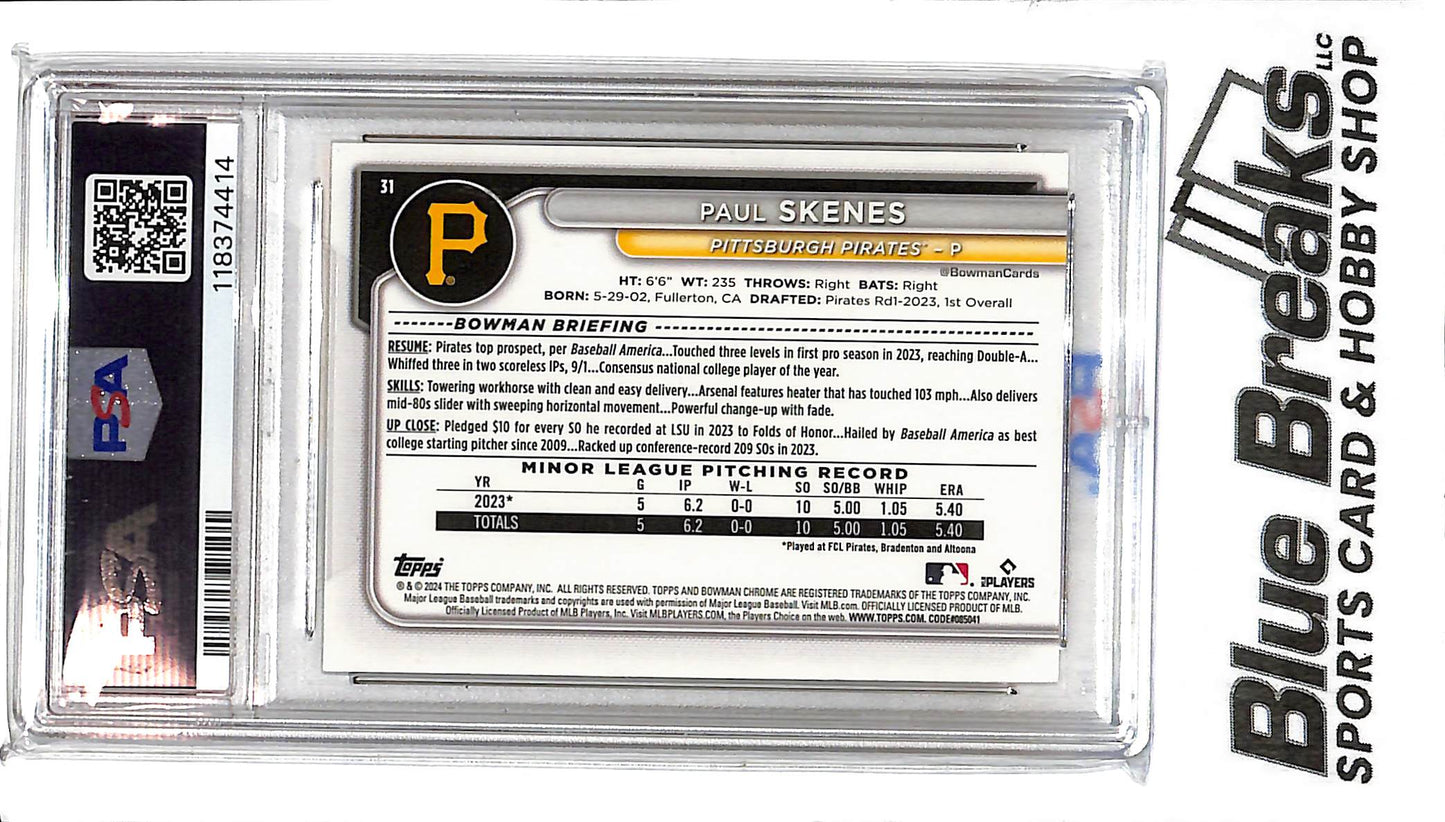 118374414
PSA
31
P
PAUL SKENES
PITTSBURGH PIRATES™ – P
@BowmanCards
HT: 6'6" WT: 235 THROWS: Right BATS: Right
BORN: 5-29-02, Fullerton, CA DRAFTED: Pirates Rd1-2023, 1st Overall
BOWMAN BRIEFING
RESUME: Pirates top prospect, per Baseball America...Touched three levels in first pro season in 2023, reaching Double-A...
Whiffed three in two scoreless IPs, 9/1...Consensus national college player of the year.
SKILLS: Towering workhorse with clean and easy delivery...Arsenal features heater that has touched 103 mph...Also delivers
mid-80s slider with sweeping horizontal movement...Powerful change-up with fade.
UP CLOSE: Pledged $10 for every SO he recorded at LSU in 2023 to Folds of Honor...Hailed by Baseball America as best
college starting pitcher since 2009...Racked up conference-record 209 SOs in 2023.
MINOR LEAGUE PITCHING RECORD
YR G IP W-L SO SO/BB WHIP ERA
2023* 5 6.2 0-0 10 5.00 1.05 5.40
TOTALS 5 6.2 0-0 10 5.00 1.05 5.40
*Played at FCL Pirates, Bradenton and Altoona
Topps
PLAYERS
® & © 2024 THE TOPPS COMPANY, INC. ALL RIGHTS RESERVED. TOPPS AND BOWMAN CHROME ARE REGISTERED TRADEMARKS OF THE TOPPS COMPANY, INC.
Major League Baseball trademarks and copyrights are used with permission of Major League Baseball. Visit MLB.com. OFFICIALLY LICENSED PRODUCT OF MLB.
Officially Licensed Product of MLB Players, Inc. Visit MLBPLAYERS.COM, the Players Choice on the web. WWW.TOPPS.COM. CODE#085041
PSA
Blue Breaks LLC
SPORTS CARD & HOBBY SHOP